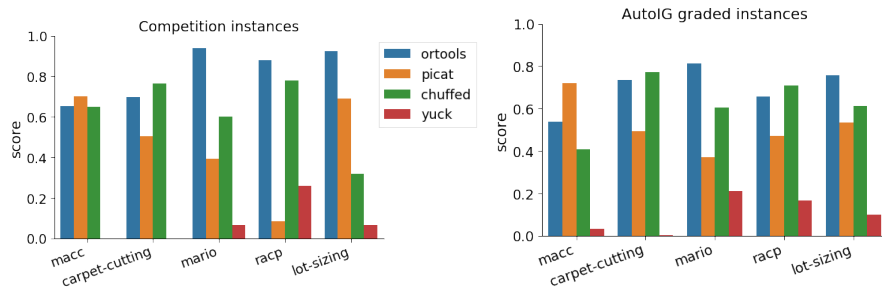 Competition instances
score
1.0
0.8
0.6
0.4
0.2
0.0
macc
carpet-cutting
mario
racp
lot-sizing
ortools
picat
chuffed
yuck
AutoIG graded instances
score
1.0
0.8
0.6
0.4
0.2
0.0
macc
carpet-cutting
mario
racp
lot-sizing